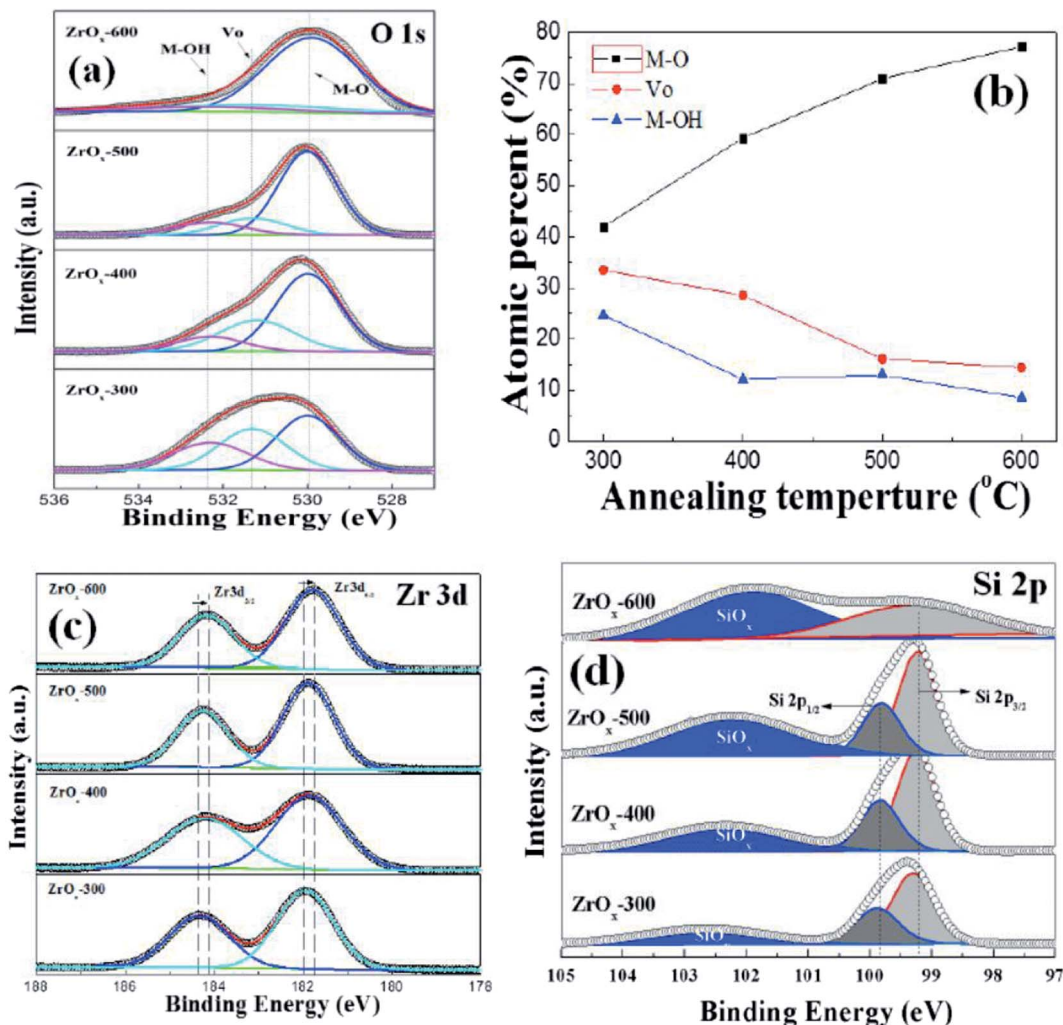 ZrOx-600
M-OH
Vo
O 1s
(a)
M-O
ZrOx-500
ZrOx-400
ZrOx-300
Intensity (a.u.)
536 534 532 530 528
Binding Energy (eV)
80
70
60
50
40
30
20
10
0
M-O
Vo
M-OH
(b)
Atomic percent (%)
300 400 500 600
Annealing temperture (°C)
ZrOx-600
Zr 3d
(c)
ZrOx-500
ZrOx-400
ZrOx-300
Intensity (a.u.)
188 186 184 182 180 178
Binding Energy (eV)
Si 2p
ZrOx-600
SiOx
(d)
Si 2p1/2
Si 2p3/2
ZrOx-500
SiOx
ZrOx-400
SiOx
ZrOx-300
SiOx
Intensity (a.u.)
105 104 103 102 101 100 99 98 97
Binding Energy (eV)